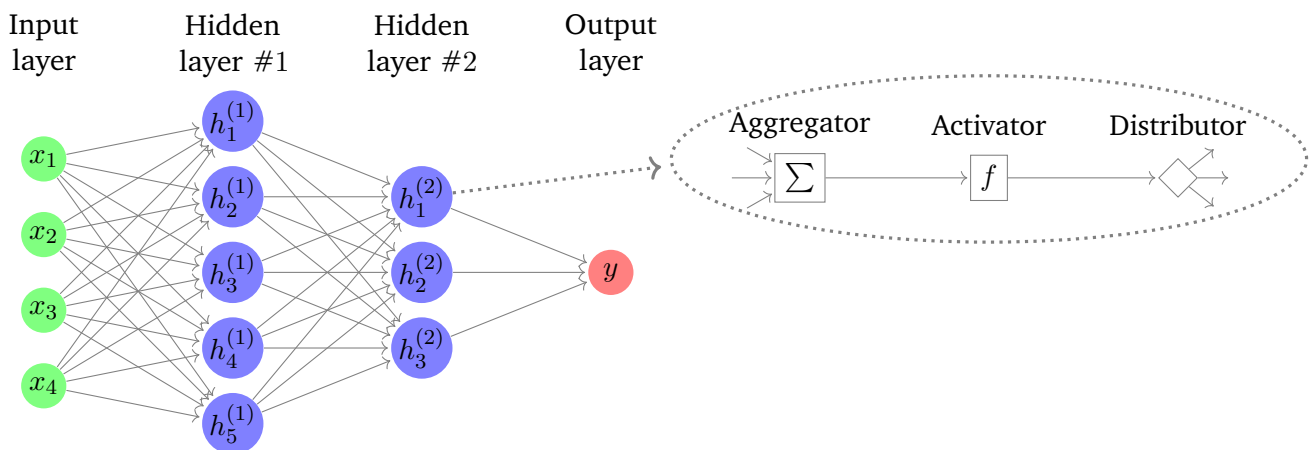 Input
layer
Hidden
layer #1
Hidden
layer #2
Output
layer
x₁
x₂
x₃
x₄
h₁⁽¹⁾
h₂⁽¹⁾
h₃⁽¹⁾
h₄⁽¹⁾
h₅⁽¹⁾
h₁⁽²⁾
h₂⁽²⁾
h₃⁽²⁾
y
Aggregator
Activator
Distributor
∑
f